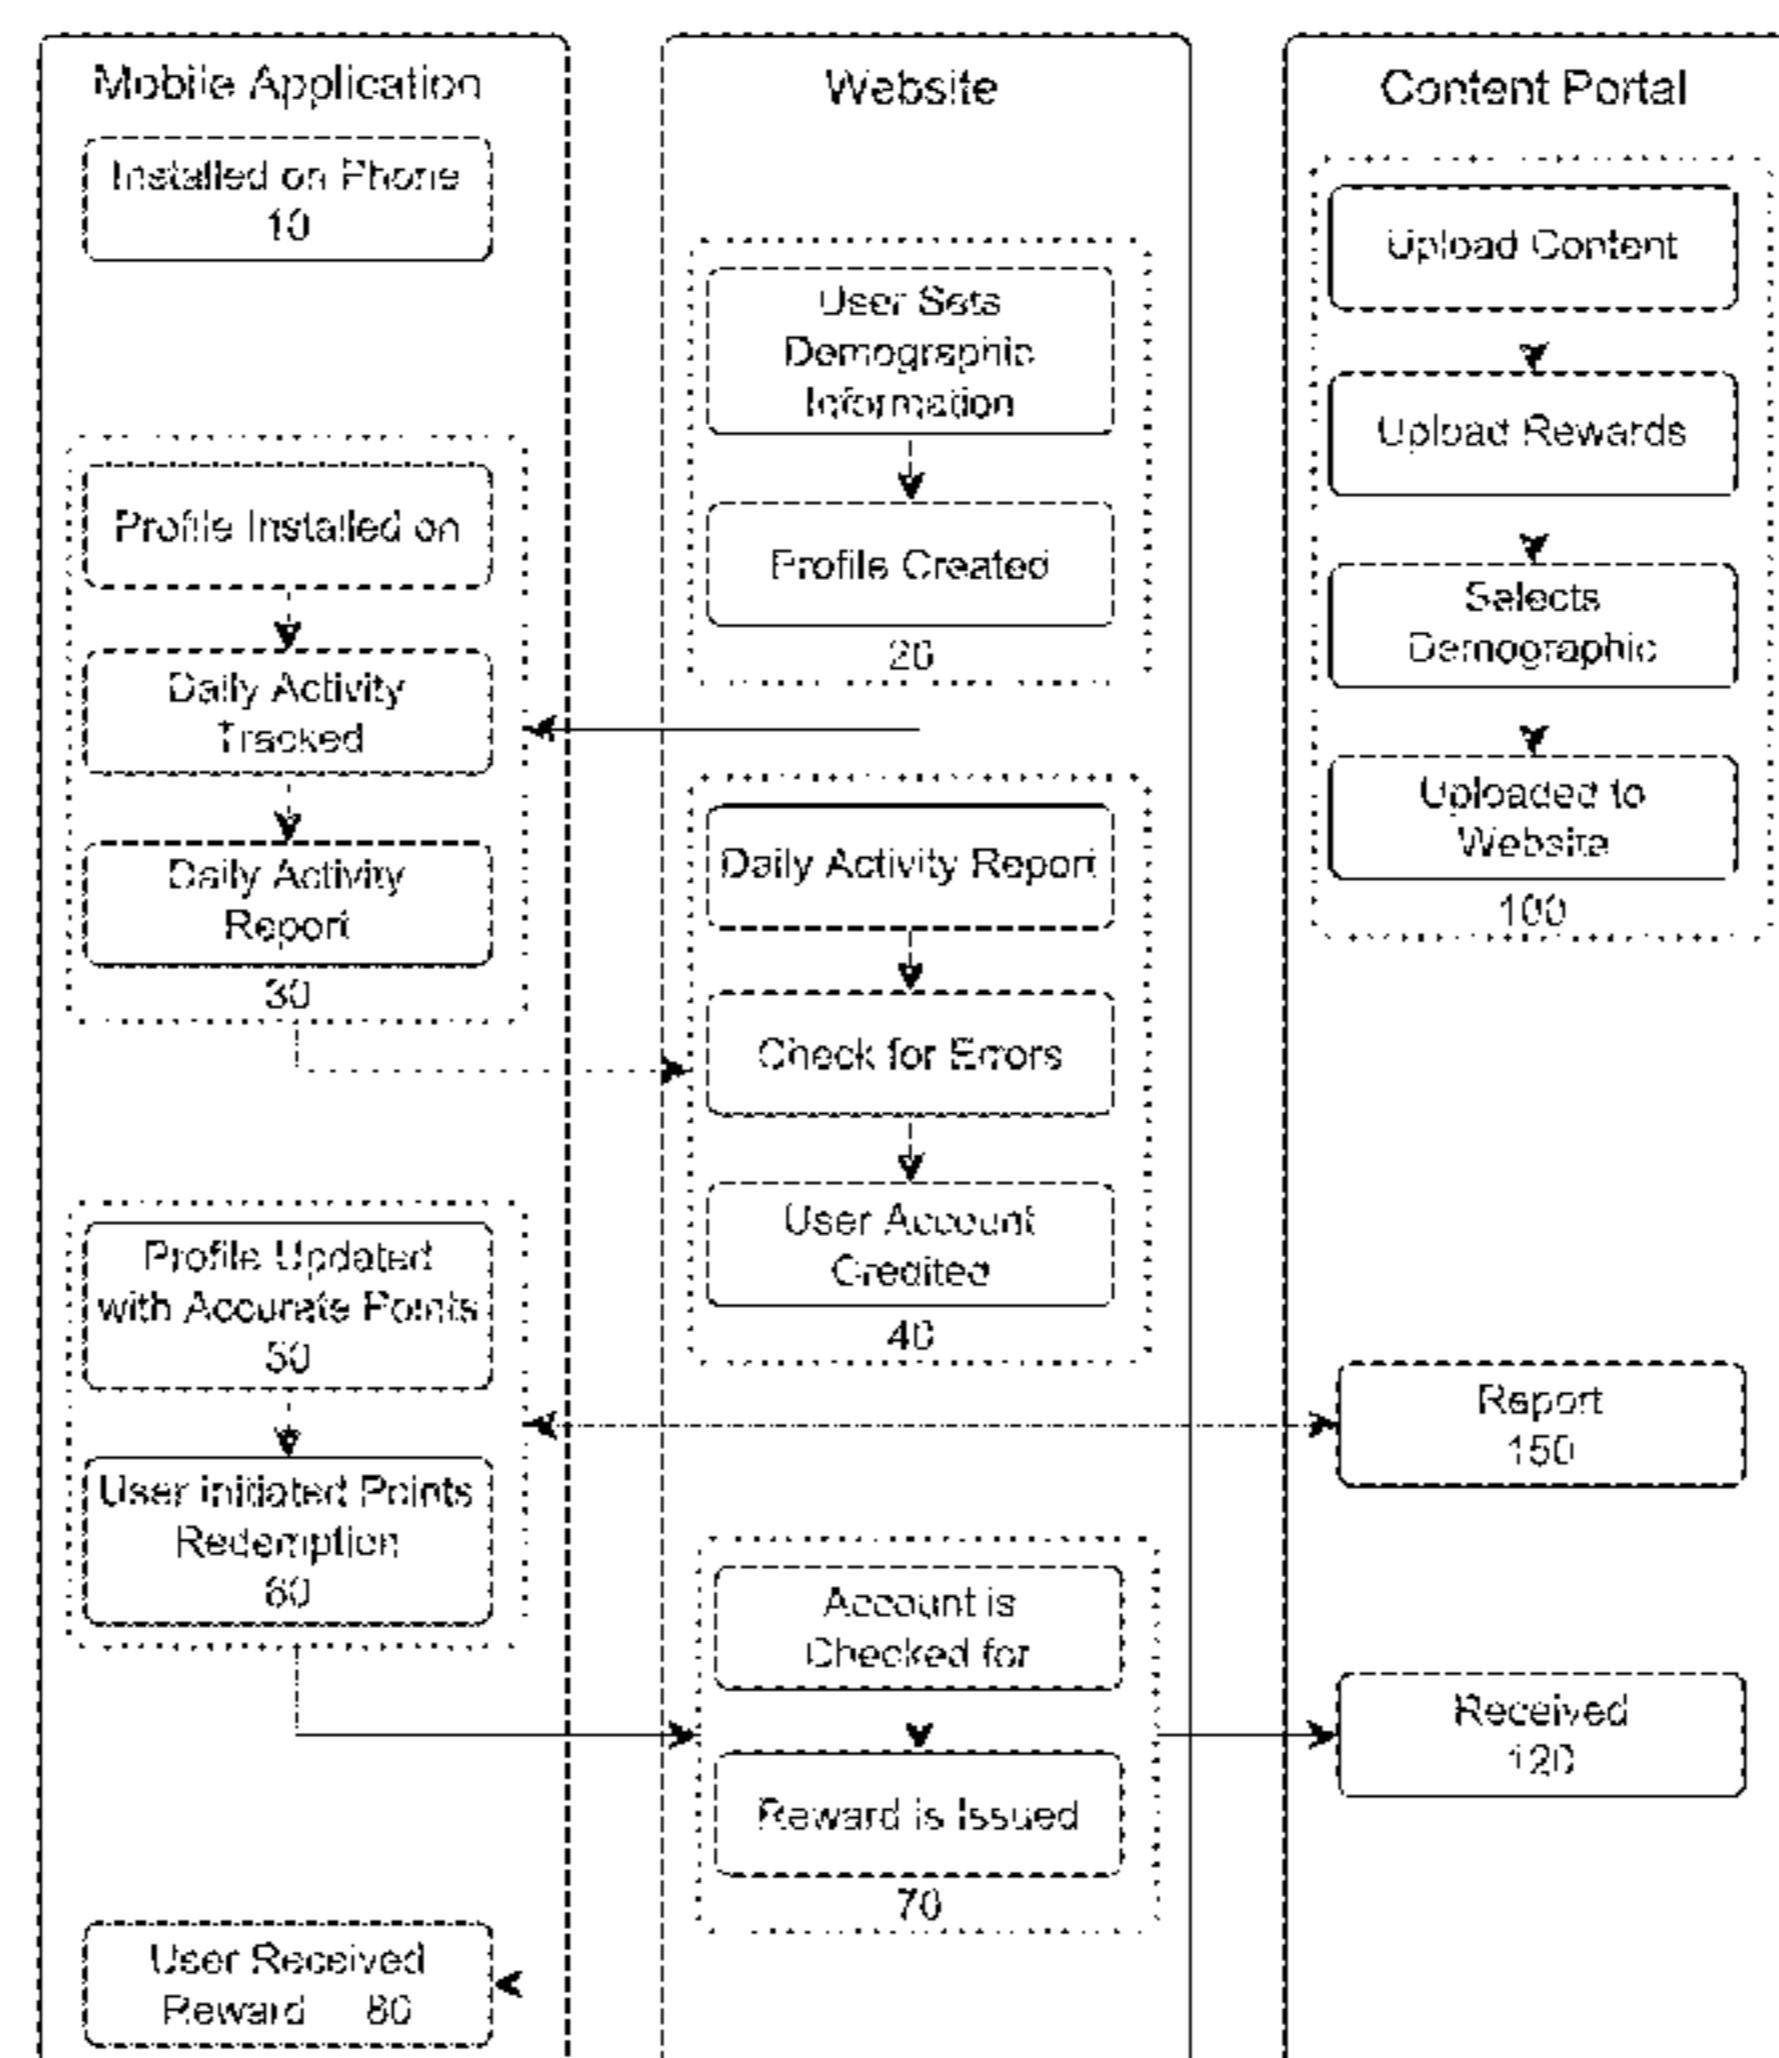 Mobile Application
Installed on Phone
10
Profile Installed on
Daily Activity
Tracked
Daily Activity
Report
30
Profile Updated
with Accurate Points
50
User initiated Points
Redemption
60
User Received
Reward 80
Website
User Sets
Demographic
Information
Profile Created
20
Daily Activity Report
Check for Errors
User Account
Credited
40
Account is
Checked for
Reward is Issued
70
Content Portal
Upload Content
Upload Rewards
Selects
Demographic
Uploaded to
Website
100
Report
150
Received
120